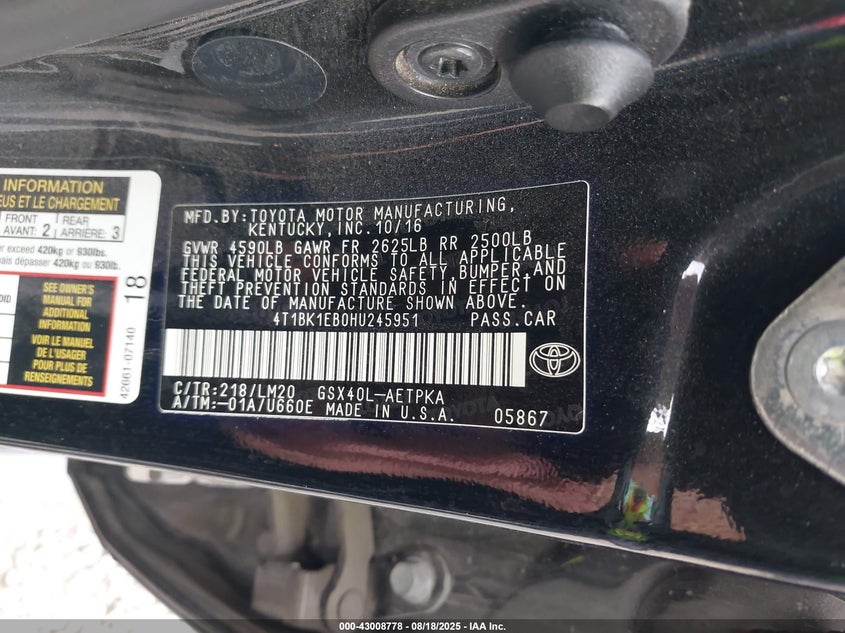 INFORMATION
EUS ET LE CHARGEMENT
FRONT
AVANT: 2
REAR
ARRIÈRE: 3
er exceed 420kg or 930lbs.
mais dépasser 420kg ou 930lb.
SEE OWNER'S
MANUAL FOR
ADDITIONAL
INFORMATION
VOIR LE MANUEL
DE L'USAGER
POUR PLUS DE
RENSEIGNEMENTS
18
42661-07140
MFD.BY:TOYOTA MOTOR MANUFACTURING,
KENTUCKY,INC.10/16
GVWR 4590LB GAWR FR 2625LB RR 2500LB
THIS VEHICLE CONFORMS TO ALL APPLICABLE
FEDERAL MOTOR VEHICLE SAFETY,BUMPER,AND
THEFT PREVENTION STANDARDS IN EFFECT ON
THE DATE OF MANUFACTURE SHOWN ABOVE.
4T1BK1EB0HU245951 PASS.CAR
C/TR:218/LM20 GSX40L-AETPKA
A/TM:-01A/U660E MADE IN U.S.A. 05867
000-43008778 - 08/18/2025 - IAA Inc.